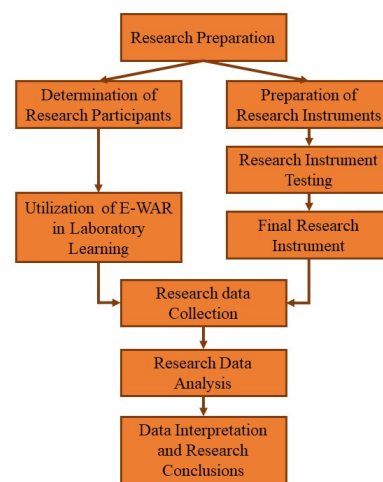 Research Preparation
Determination of
Research Participants
Preparation of
Research Instruments
Research Instrument
Testing
Utilization of E-WAR
in Laboratory
Learning
Final Research
Instrument
Research data
Collection
Research Data
Analysis
Data Interpretation
and Research
Conclusions